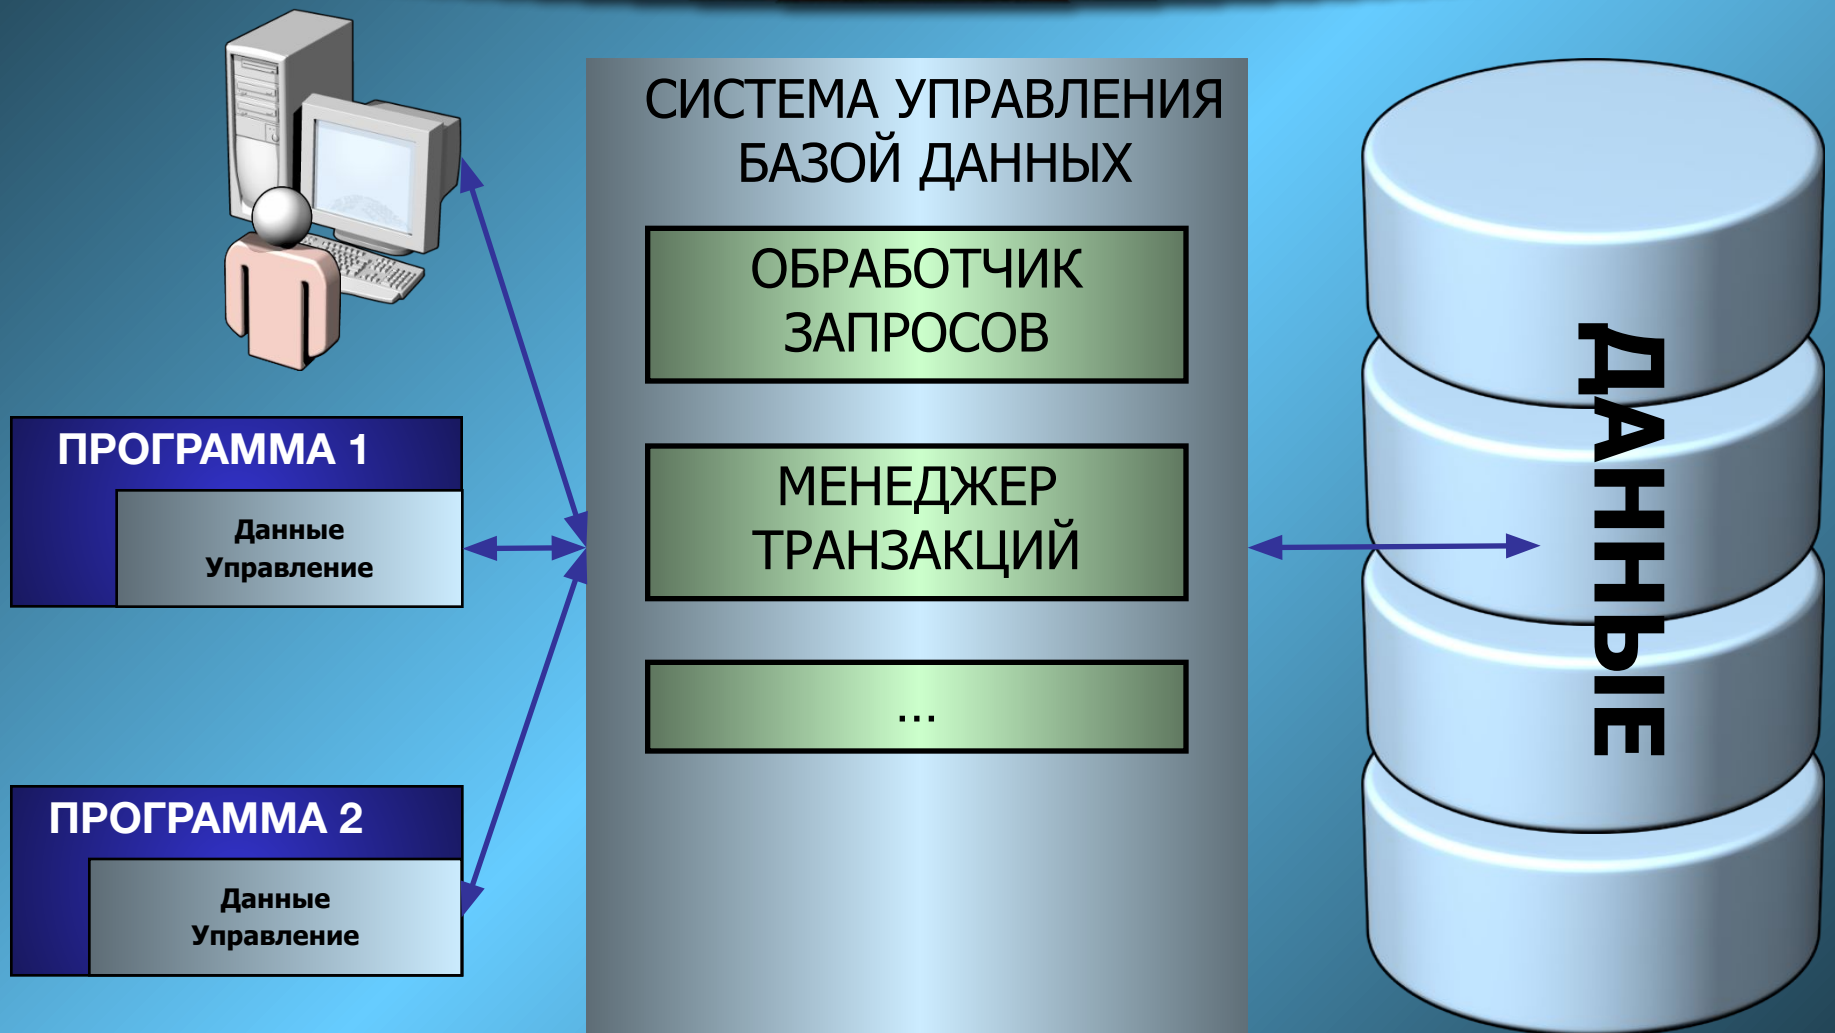 СИСТЕМА УПРАВЛЕНИЯ
БАЗОЙ ДАННЫХ
ОБРАБОТЧИК
ЗАПРОСОВ
МЕНЕДЖЕР
ТРАНЗАКЦИЙ
...
ПРОГРАММА 1
Данные
Управление
ПРОГРАММА 2
Данные
Управление
ДАННЫЕ